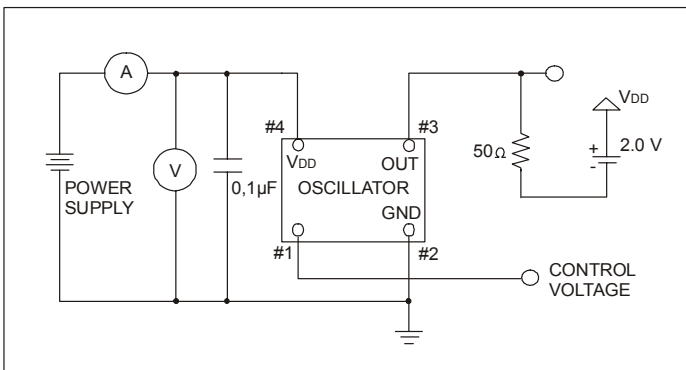 A
#4
#3
VDD
VDD
OUT
50Ω
+
-
2.0 V
V
OSCILLATOR
POWER
SUPPLY
0,1µF
GND
#1
#2
CONTROL
VOLTAGE